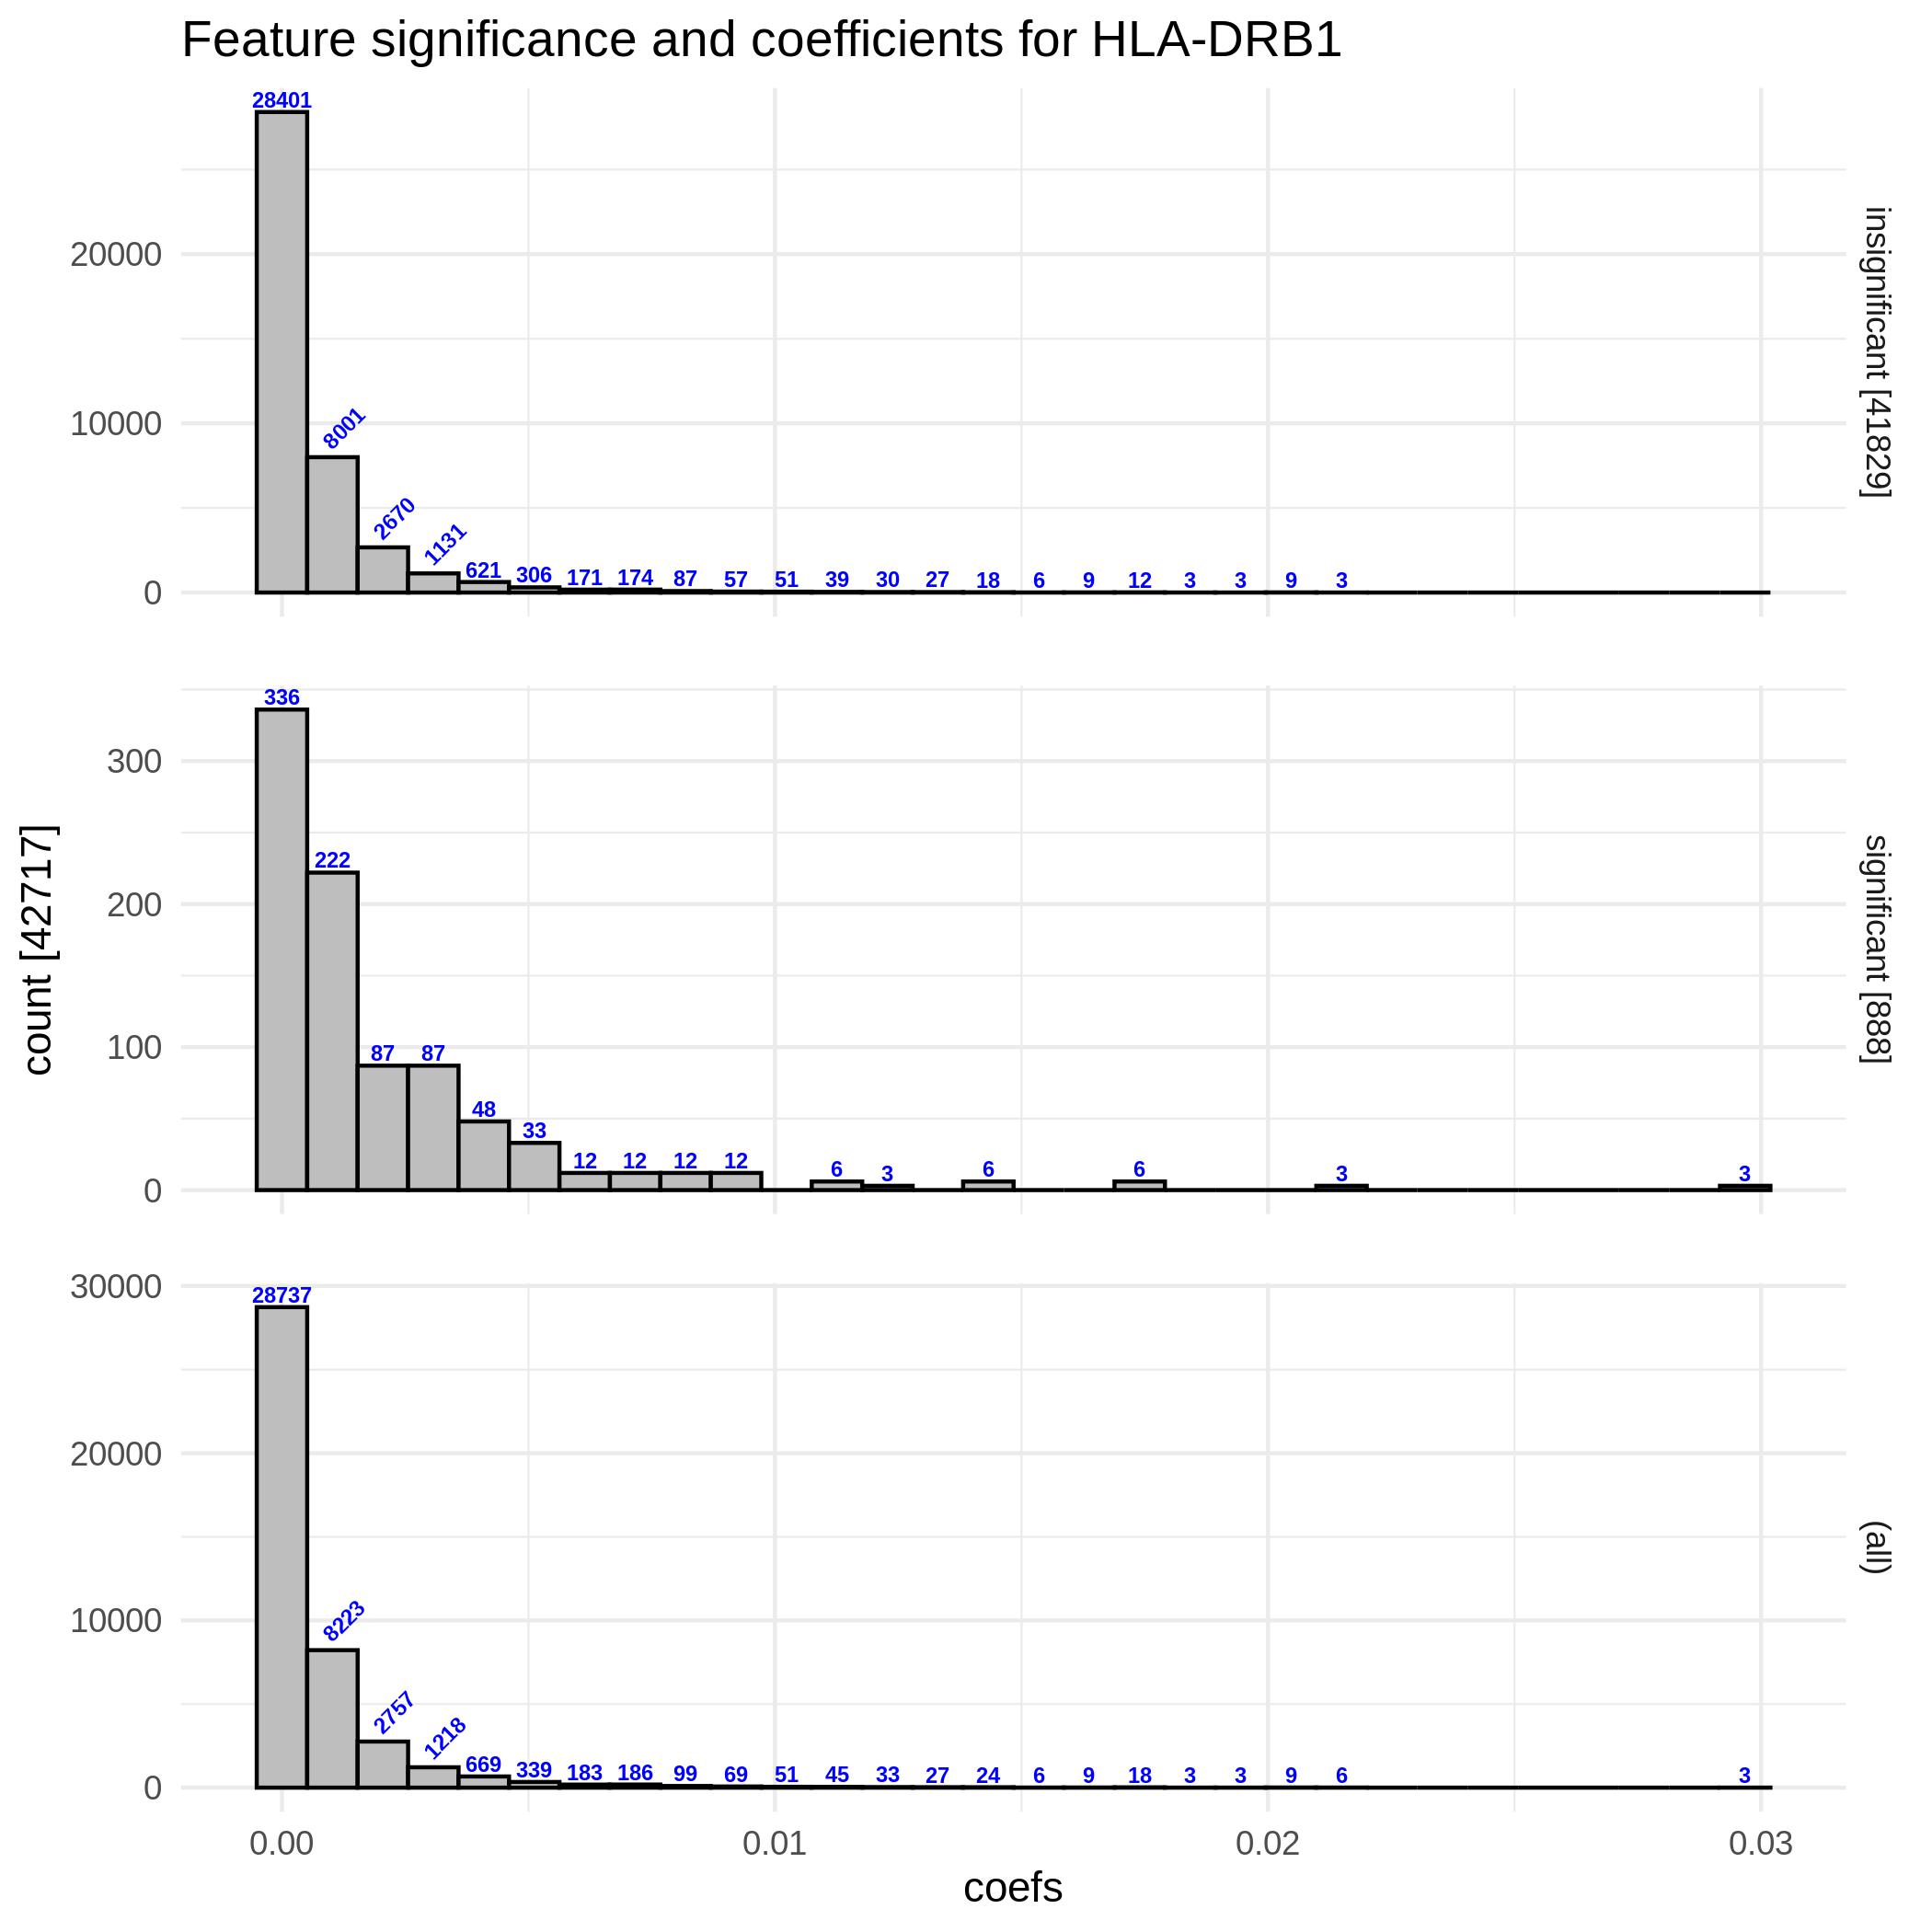 Feature significance and coefficients for HLA-DRB1
28401
8001
2670
1131
621 306 171 174 87 57 51 39 30 27 18 6 9 12 3 3 9 3
20000
10000
0
insignificant [41829]
336
222
87 87
48
33
12 12 12 12
6 3 6 6 3 3
300
200
100
0
significant [888]
count [42717]
28737
8223
2757
1218
669 339 183 186 99 69 51 45 33 27 24 6 9 18 3 3 9 6 3
30000
20000
10000
0
(all)
0.00 0.01 0.02 0.03
coefs